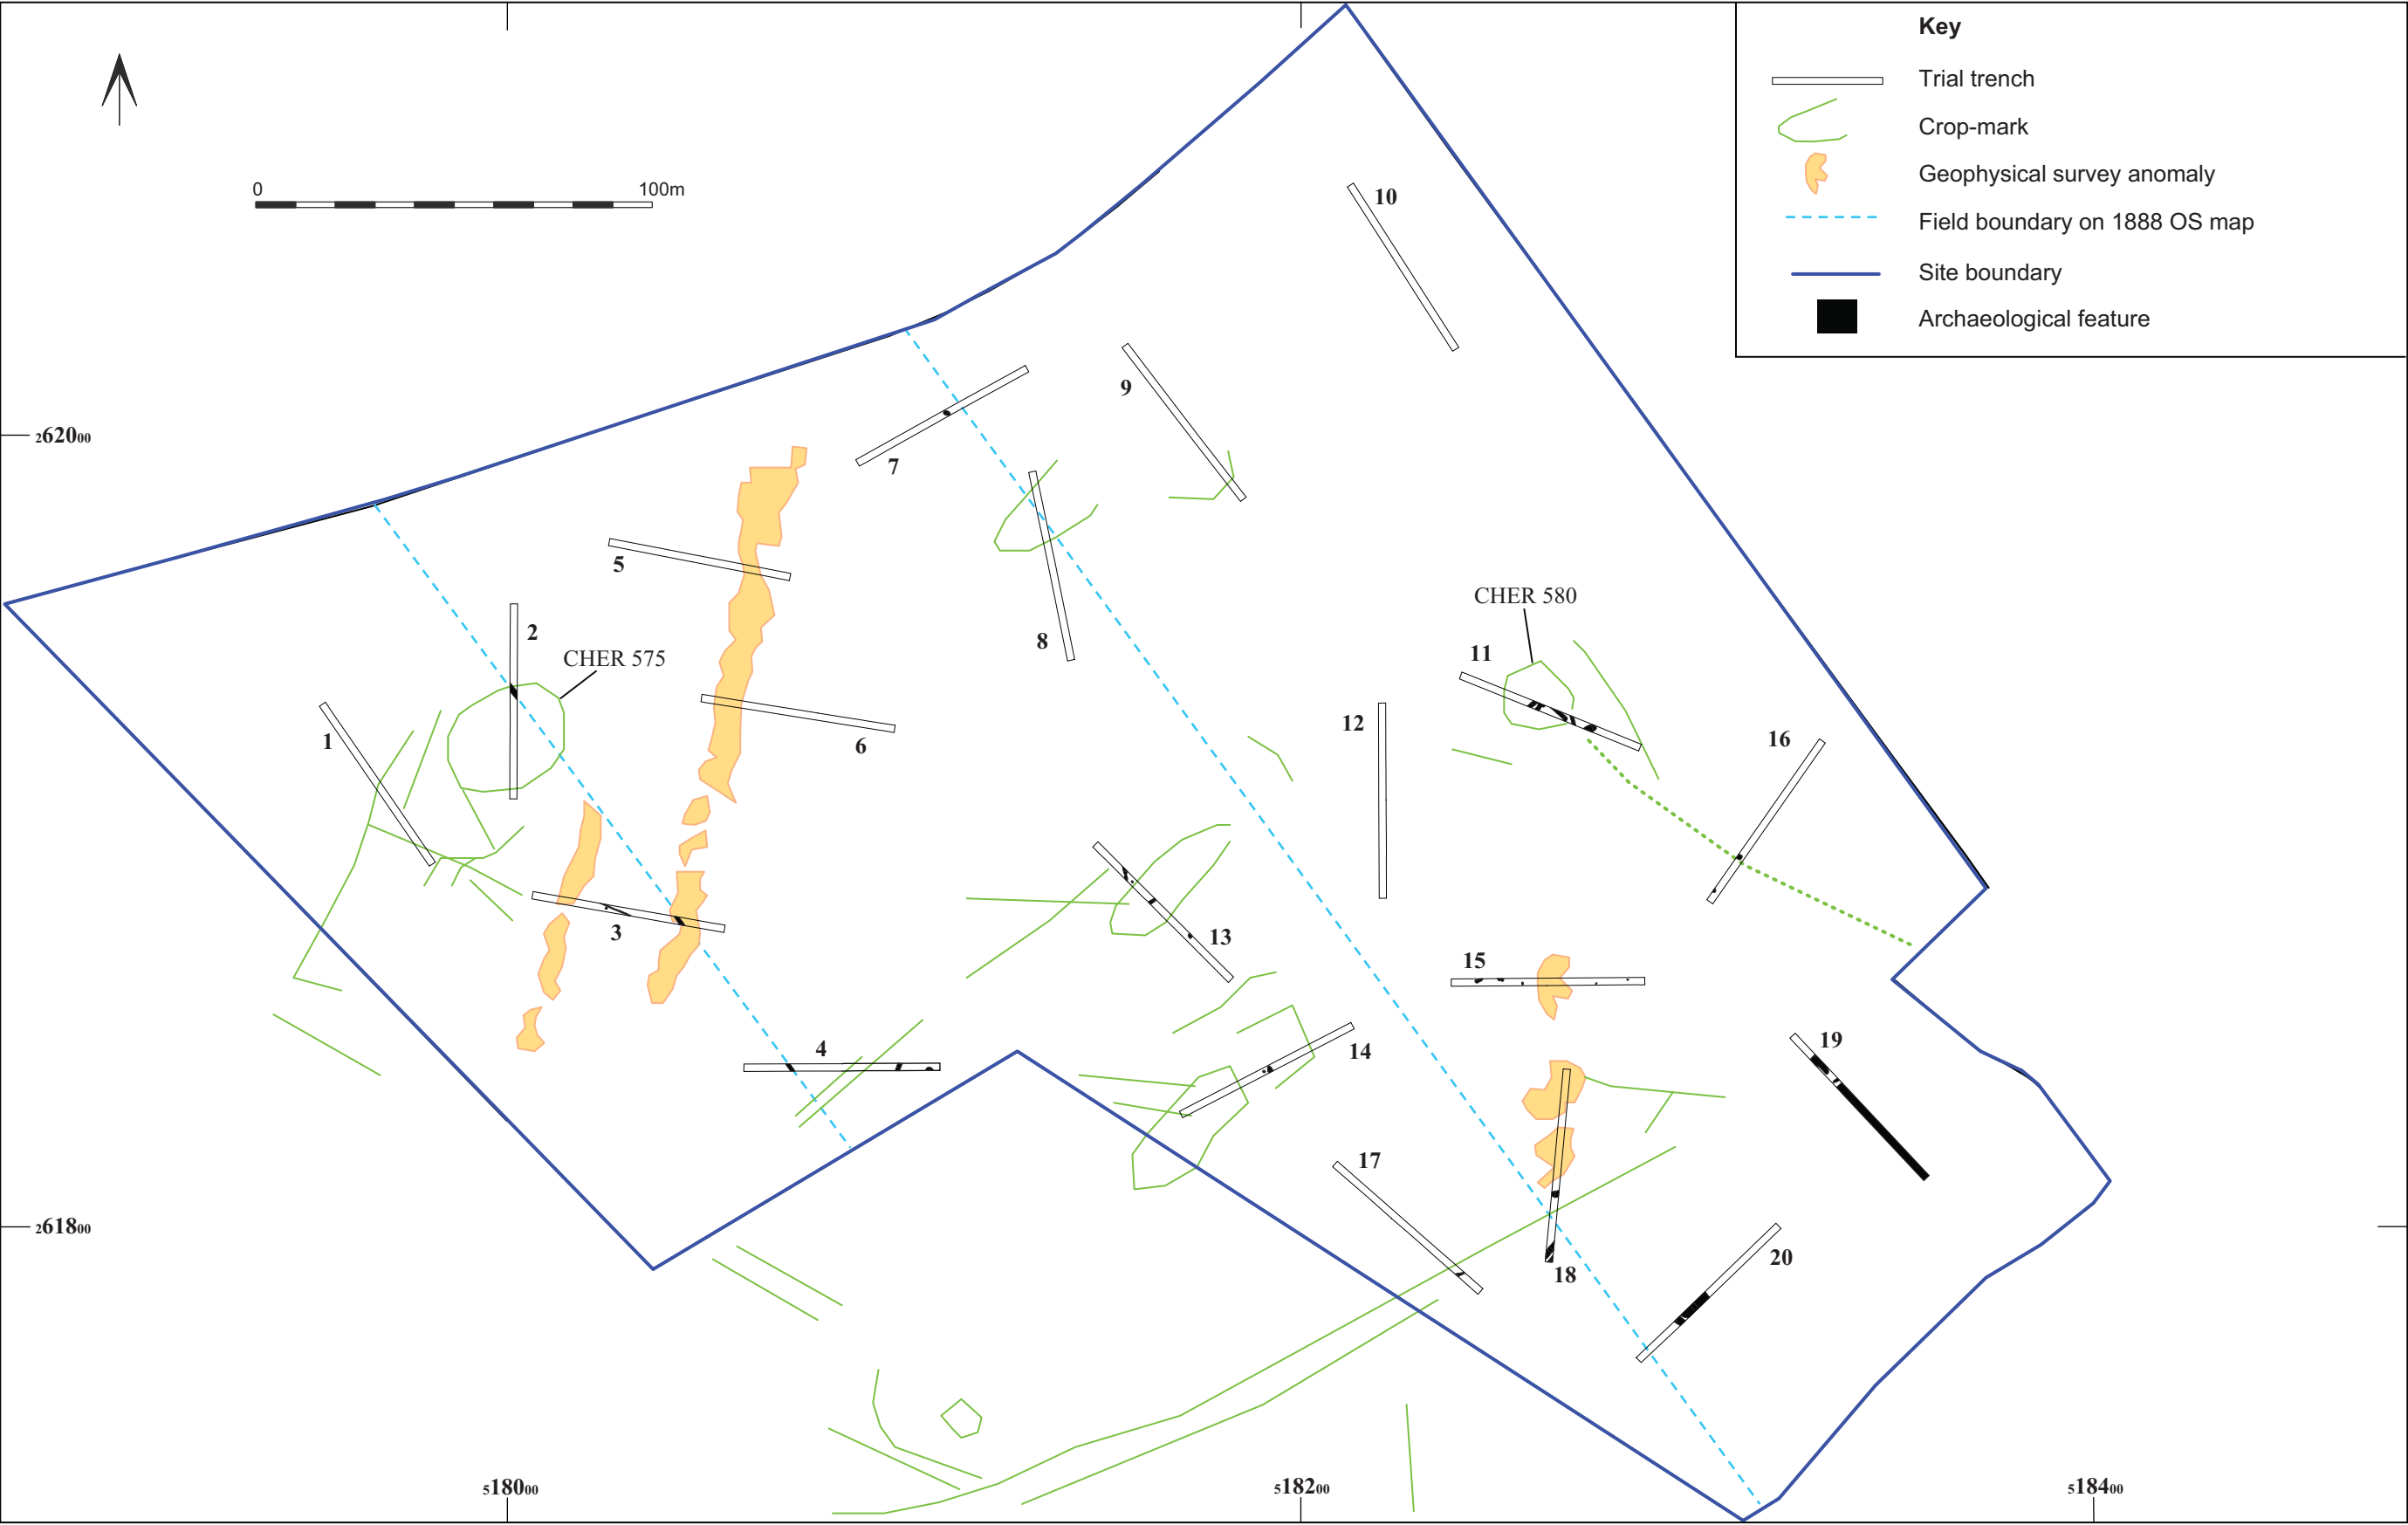 Key
Trial trench
Crop-mark
Geophysical survey anomaly
Field boundary on 1888 OS map
Site boundary
Archaeological feature
0 100m
10
9
262000
7
5
8
CHER 580
2
CHER 575
11
1
6
12
16
3
13
15
4
14
19
17
261800
18
20
518000
518200
518400